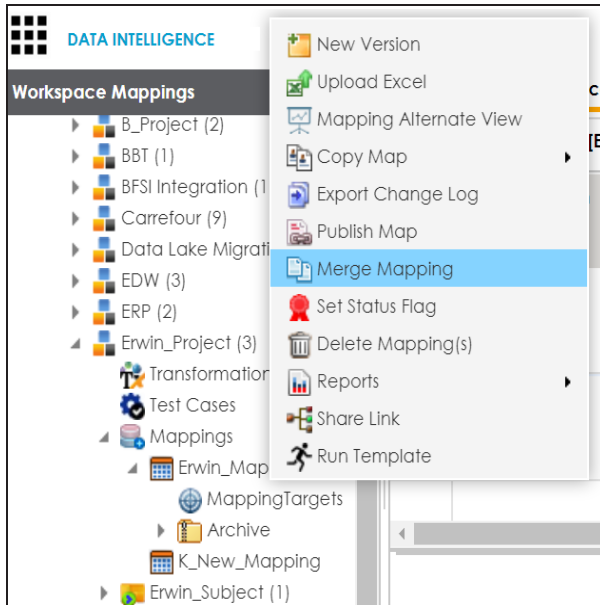 DATA INTELLIGENCE
Workspace Mappings
B_Project (2)
BBT (1)
BFSI Integration (1
Carrefour (9)
Data Lake Migrati
EDW (3)
ERP (2)
Erwin_Project (3)
Transformation
Test Cases
Mappings
Erwin_Map
MappingTargets
Archive
K_New_Mapping
Erwin_Subject (1)
New Version
Upload Excel
Mapping Alternate View
Copy Map
Export Change Log
Publish Map
Merge Mapping
Set Status Flag
Delete Mapping(s)
Reports
Share Link
Run Template
c
[E